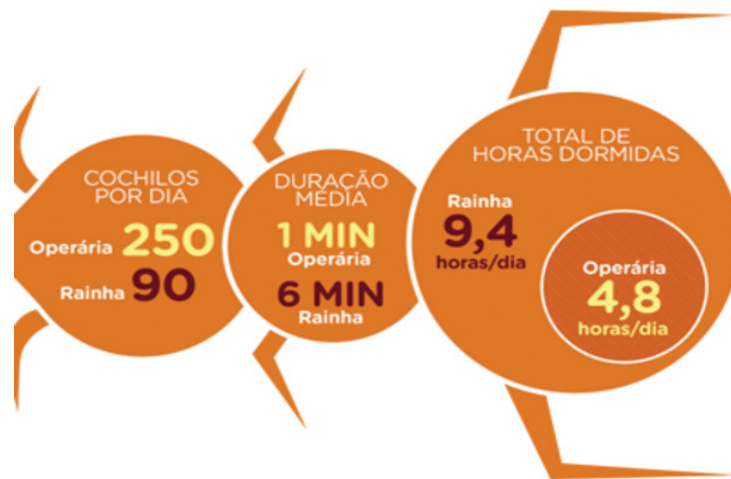 COCHILOS
POR DIA
Operária 250
Rainha 90
DURAÇÃO
MÉDIA
1 MIN
Operária
6 MIN
Rainha
TOTAL DE
HORAS DORMIDAS
Rainha
9,4
horas/dia
Operária
4,8
horas/dia